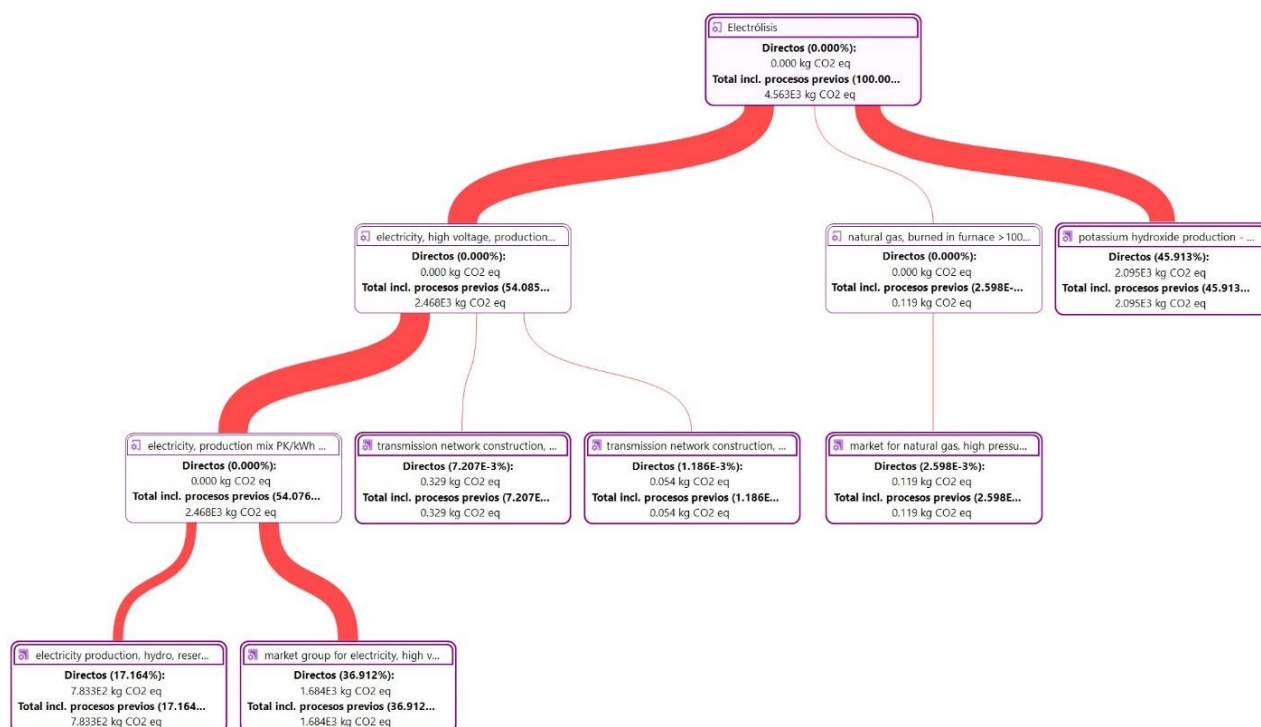 Electrólisis
Directos (0.000%):
0.000 kg CO2 eq
Total incl. procesos previos (100.00...
4.563E3 kg CO2 eq
electricity, high voltage, production...
Directos (0.000%):
0.000 kg CO2 eq
Total incl. procesos previos (54.085...
2.468E3 kg CO2 eq
natural gas, burned in furnace >100...
Directos (0.000%):
0.000 kg CO2 eq
Total incl. procesos previos (2.598E-...
0.119 kg CO2 eq
potassium hydroxide production - ...
Directos (45.913%):
2.095E3 kg CO2 eq
Total incl. procesos previos (45.913...
2.095E3 kg CO2 eq
electricity, production mix PK/kWh ...
Directos (0.000%):
0.000 kg CO2 eq
Total incl. procesos previos (54.076...
2.468E3 kg CO2 eq
transmission network construction, ...
Directos (7.207E-3%):
0.329 kg CO2 eq
Total incl. procesos previos (7.207E...
0.329 kg CO2 eq
transmission network construction, ...
Directos (1.186E-3%):
0.054 kg CO2 eq
Total incl. procesos previos (1.186E...
0.054 kg CO2 eq
market for natural gas, high pressu...
Directos (2.598E-3%):
0.119 kg CO2 eq
Total incl. procesos previos (2.598E...
0.119 kg CO2 eq
electricity production, hydro, reser...
Directos (17.164%):
7.833E2 kg CO2 eq
Total incl. procesos previos (17.164...
7.833E2 kg CO2 eq
market group for electricity, high v...
Directos (36.912%):
1.684E3 kg CO2 eq
Total incl. procesos previos (36.912...
1.684E3 kg CO2 eq